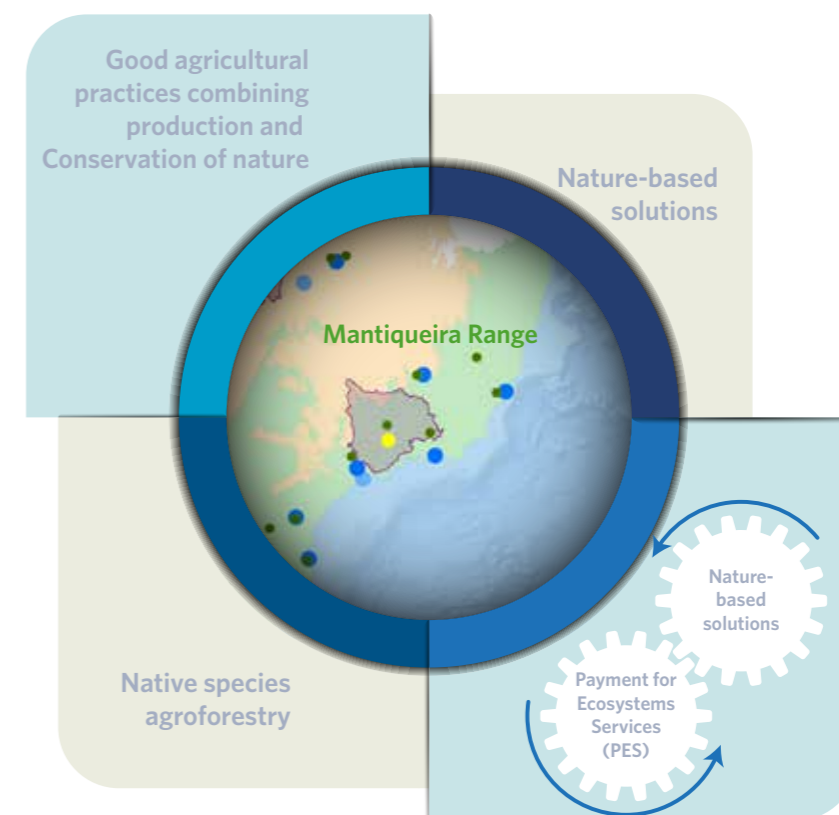 Good agricultural
practices combining
production and
Conservation of nature
Nature-based
solutions
Mantiqueira Range
Native species
agroforestry
Nature-
based
solutions
Payment for
Ecosystems
Services
(PES)